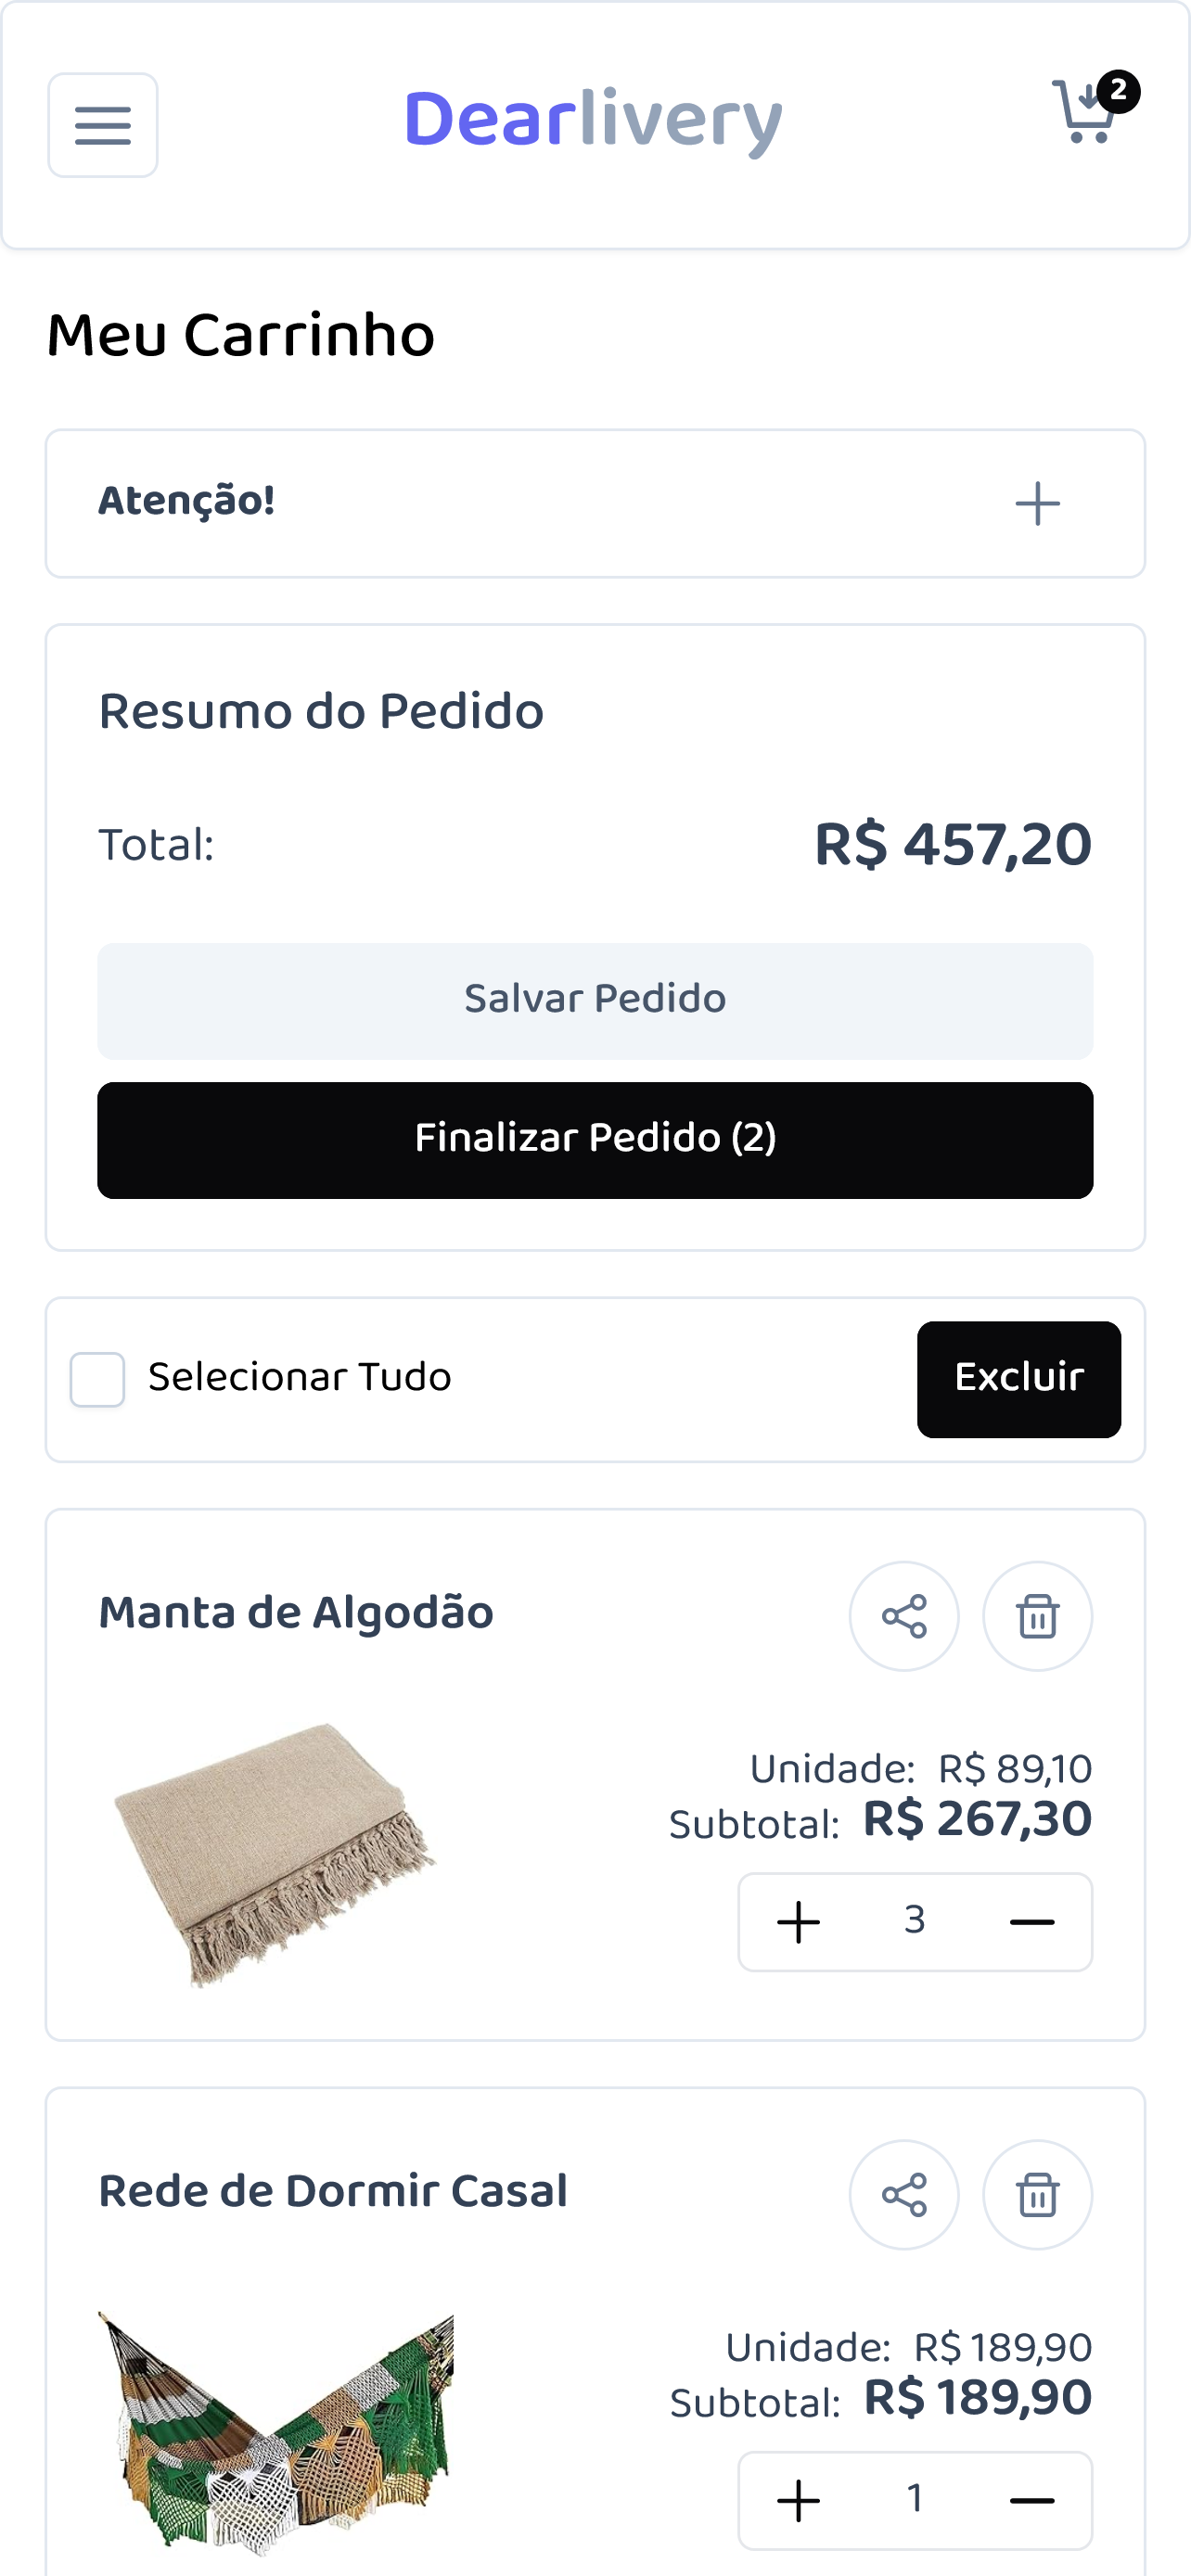 Dearlivery
2
Meu Carrinho
Atenção!
Resumo do Pedido
Total: R$ 457,20
Salvar Pedido
Finalizar Pedido (2)
Selecionar Tudo Excluir
Manta de Algodão
Unidade: R$ 89,10
Subtotal: R$ 267,30
3
Rede de Dormir Casal
Unidade: R$ 189,90
Subtotal: R$ 189,90
1